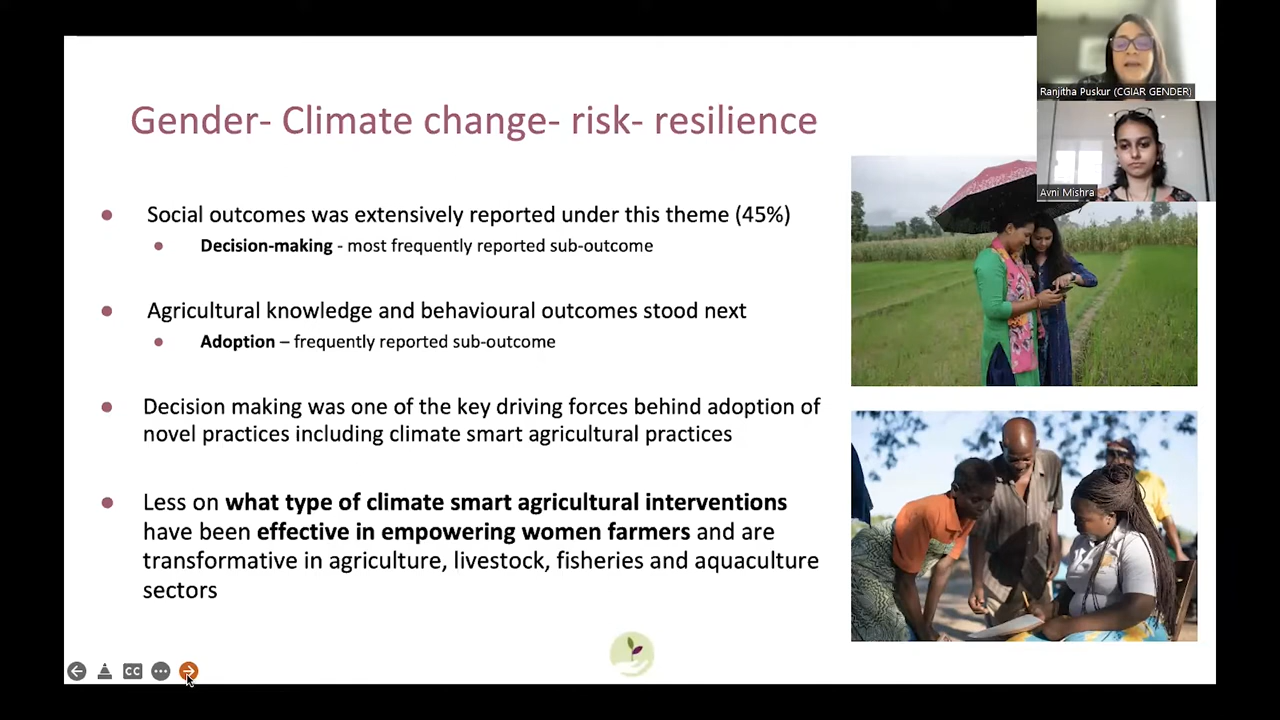 Gender- Climate change- risk- resilience
Social outcomes was extensively reported under this theme (45%)
Decision-making - most frequently reported sub-outcome
Agricultural knowledge and behavioural outcomes stood next
Adoption – frequently reported sub-outcome
Decision making was one of the key driving forces behind adoption of
novel practices including climate smart agricultural practices
Less on what type of climate smart agricultural interventions
have been effective in empowering women farmers and are
transformative in agriculture, livestock, fisheries and aquaculture
sectors
Ranjitha Puskur (CGIAR GENDER)
Avni Mishra
CC